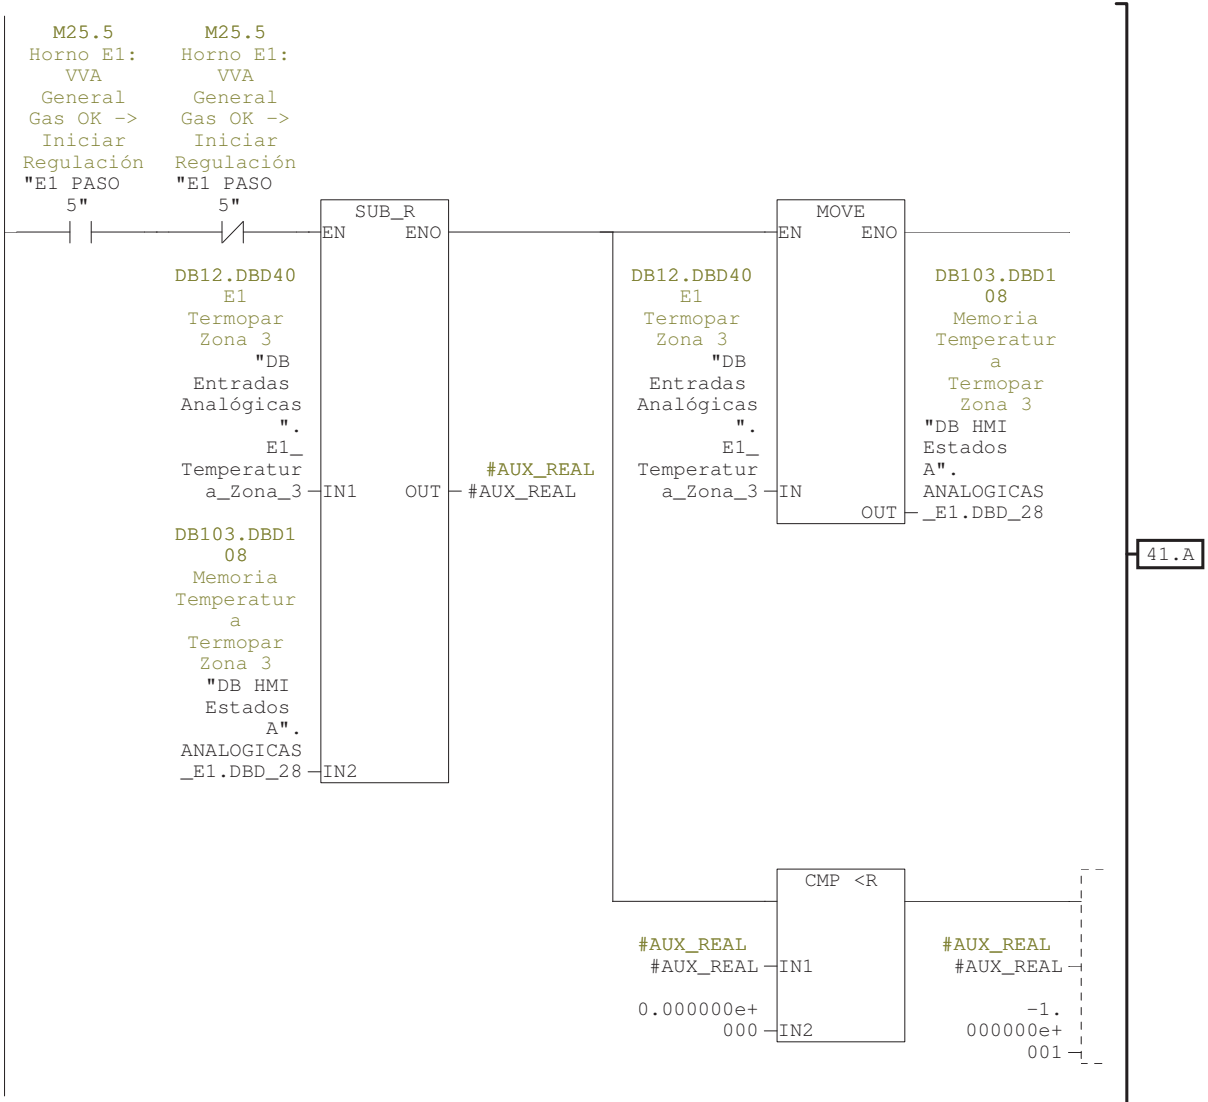 M25.5
Horno E1:
VVA
General
Gas OK ->
Iniciar
Regulación
"E1 PASO
5"
M25.5
Horno E1:
VVA
General
Gas OK ->
Iniciar
Regulación
"E1 PASO
5"
SUB_R
EN ENO
DB12.DBD40
E1
Termopar
Zona 3
"DB
Entradas
Analógicas
".
E1_
Temperatur
a_Zona_3
IN1
OUT
#AUX_REAL
#AUX_REAL
DB103.DBD1
08
Memoria
Temperatur
a
Termopar
Zona 3
"DB HMI
Estados
A".
ANALOGICAS
_E1.DBD_28
IN2
MOVE
EN ENO
DB12.DBD40
E1
Termopar
Zona 3
"DB
Entradas
Analógicas
".
E1_
Temperatur
a_Zona_3
IN
OUT
DB103.DBD1
08
Memoria
Temperatur
a
Termopar
Zona 3
"DB HMI
Estados
A".
ANALOGICAS
_E1.DBD_28
41.A
CMP <R
#AUX_REAL
#AUX_REAL
IN1
0.000000e+
000
IN2
#AUX_REAL
#AUX_REAL
-1.
000000e+
001